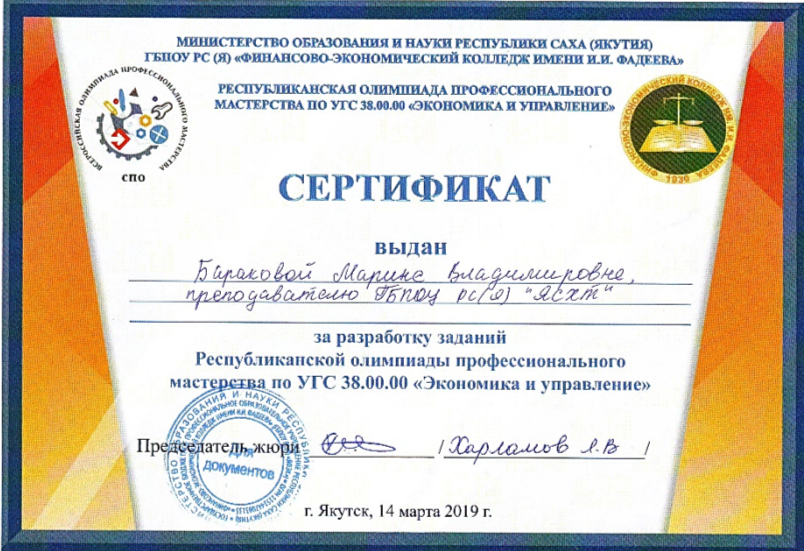 МИНИСТЕРСТВО ОБРАЗОВАНИЯ И НАУКИ РЕСПУБЛИКИ САХА (ЯКУТИЯ)
ГБПОУ РС (Я) «ФИНАНСОВО-ЭКОНОМИЧЕСКИЙ КОЛЛЕДЖ ИМЕНИ И.И. ФАДЕЕВА»
РЕСПУБЛИКАНСКАЯ ОЛИМПИАДА ПРОФЕССИОНАЛЬНОГО
МАСТЕРСТВА ПО УГС 38.00.00 «ЭКОНОМИКА И УПРАВЛЕНИЕ»
ВСЕРОССИЙСКАЯ ОЛИМПИАДА ПРОФЕССИОНАЛЬНОГО МАСТЕРСТВА
СПО
ФИНАНСОВО-ЭКОНОМИЧЕСКИЙ КОЛЛЕДЖ ИМ. И.И. ФАДЕЕВА
1930
СЕРТИФИКАТ
выдан
Бараковой Марине Владимировне,
преподавателю ГБПОУ РС(Я) "ЯСХТ"
за разработку заданий
Республиканской олимпиады профессионального
мастерства по УГС 38.00.00 «Экономика и управление»
Председатель жюри / Харламов А.В /
ДЛЯ
ДОКУМЕНТОВ
г. Якутск, 14 марта 2019 г.